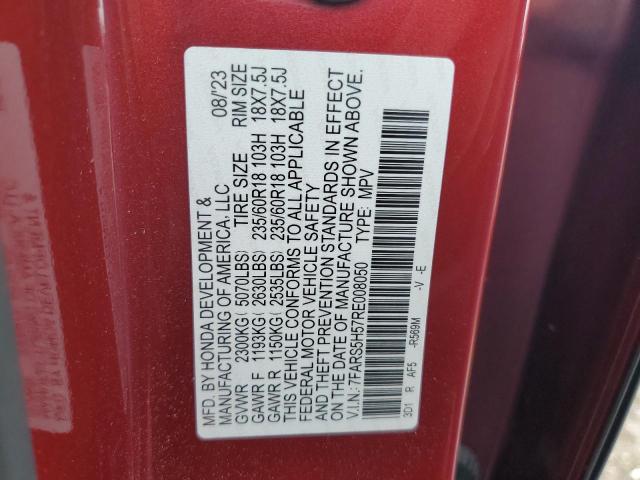 MFD. BY HONDA DEVELOPMENT & 08/'23
MANUFACTURING OF AMERICA, LLC
GVWR 2300KG( 5070LBS) TIRE SIZE RIM SIZE
GAWR F 1193KG( 2630LBS) 235/60R18 103H 18X7.5J
GAWR R 1150KG( 2535LBS) 235/60R18 103H 18X7.5J
THIS VEHICLE CONFORMS TO ALL APPLICABLE
FEDERAL MOTOR VEHICLE SAFETY
AND THEFT PREVENTION STANDARDS IN EFFECT
ON THE DATE OF MANUFACTURE SHOWN ABOVE.
V.I.N.: 7FARS5H57RE008050 TYPE: MPV
3D1 R AF5 -R569M -V -E